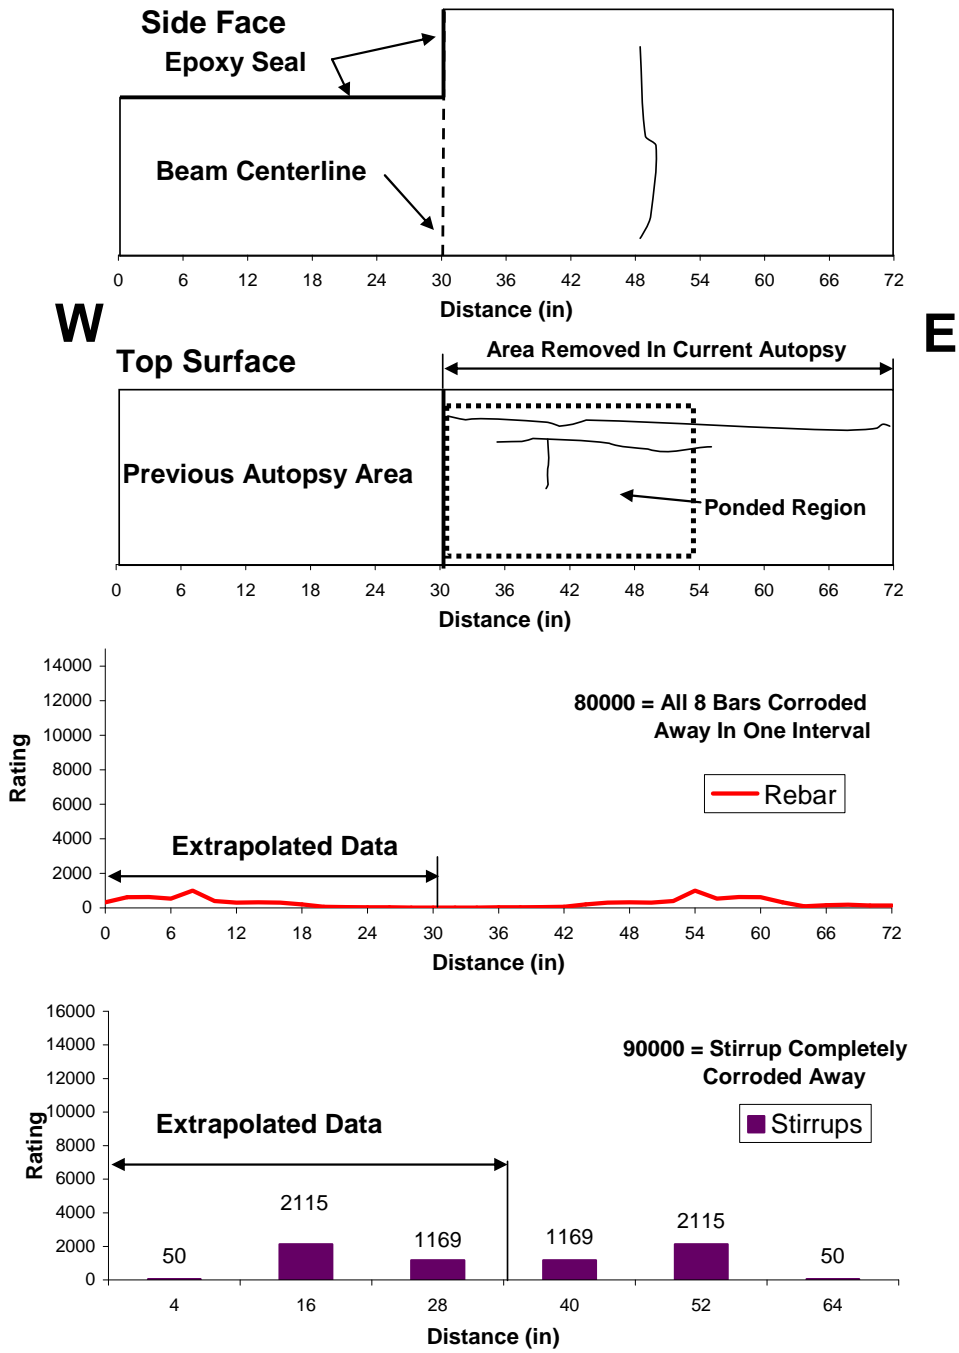 Side Face
Epoxy Seal
Beam Centerline
0 6 12 18 24 30 36 42 48 54 60 66 72
Distance (in)
W
E
Top Surface
Area Removed In Current Autopsy
Previous Autopsy Area
Ponded Region
0 6 12 18 24 30 36 42 48 54 60 66 72
Distance (in)
14000
12000
10000
8000
6000
4000
2000
0
Rating
80000 = All 8 Bars Corroded
Away In One Interval
Rebar
Extrapolated Data
0 6 12 18 24 30 36 42 48 54 60 66 72
Distance (in)
16000
14000
12000
10000
8000
6000
4000
2000
0
Rating
90000 = Stirrup Completely
Corroded Away
Stirrups
Extrapolated Data
50 2115 1169 1169 2115 50
4 16 28 40 52 64
Distance (in)